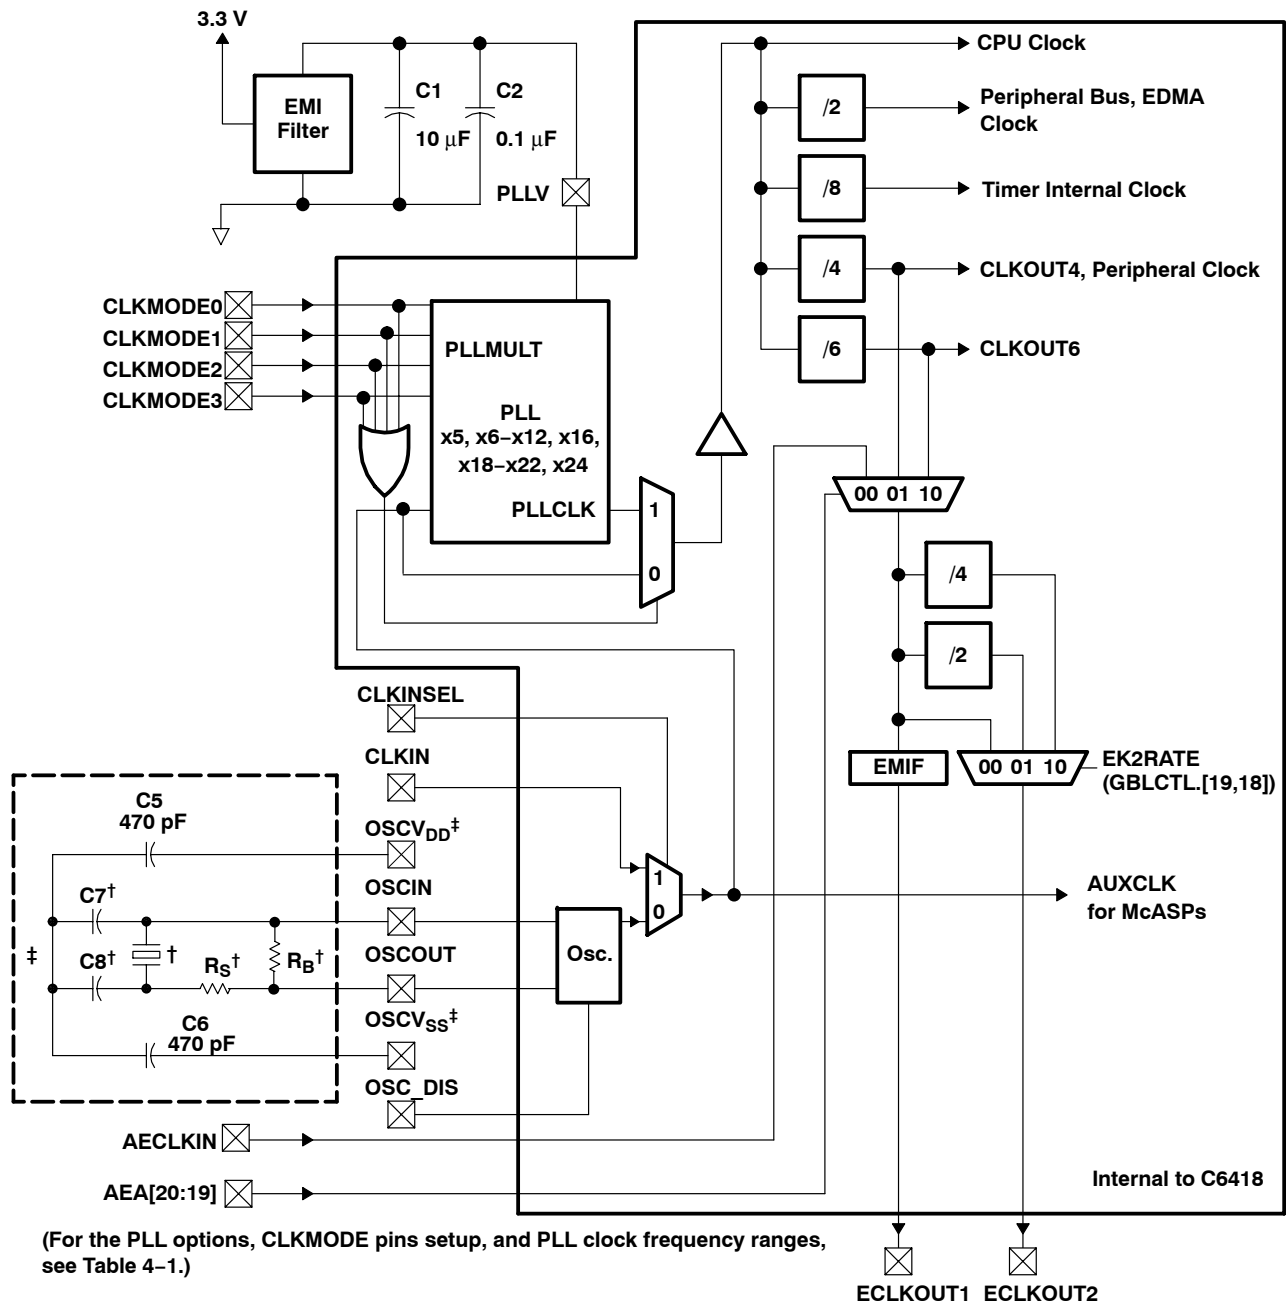 3.3 V
EMI
Filter
C1
10 μF
C2
0.1 μF
PLLV
CPU Clock
/2
Peripheral Bus, EDMA
Clock
/8
Timer Internal Clock
/4
CLKOUT4, Peripheral Clock
/6
CLKOUT6
CLKMODE0
CLKMODE1
CLKMODE2
CLKMODE3
PLLMULT
PLL
x5, x6–x12, x16,
x18–x22, x24
PLLCLK
1
0
00 01 10
/4
/2
EMIF
00 01 10
EK2RATE
(GBLCTL.[19,18])
CLKINSEL
CLKIN
C5
470 pF
OSCVDD‡
OSCIN
C7†
‡
†
C8†
RS†
RB†
OSCOUT
OSCVSS‡
C6
470 pF
OSC_DIS
Osc.
1
0
AUXCLK
for McASPs
AECLKIN
AEA[20:19]
Internal to C6418
(For the PLL options, CLKMODE pins setup, and PLL clock frequency ranges,
see Table 4–1.)
ECLKOUT1 ECLKOUT2